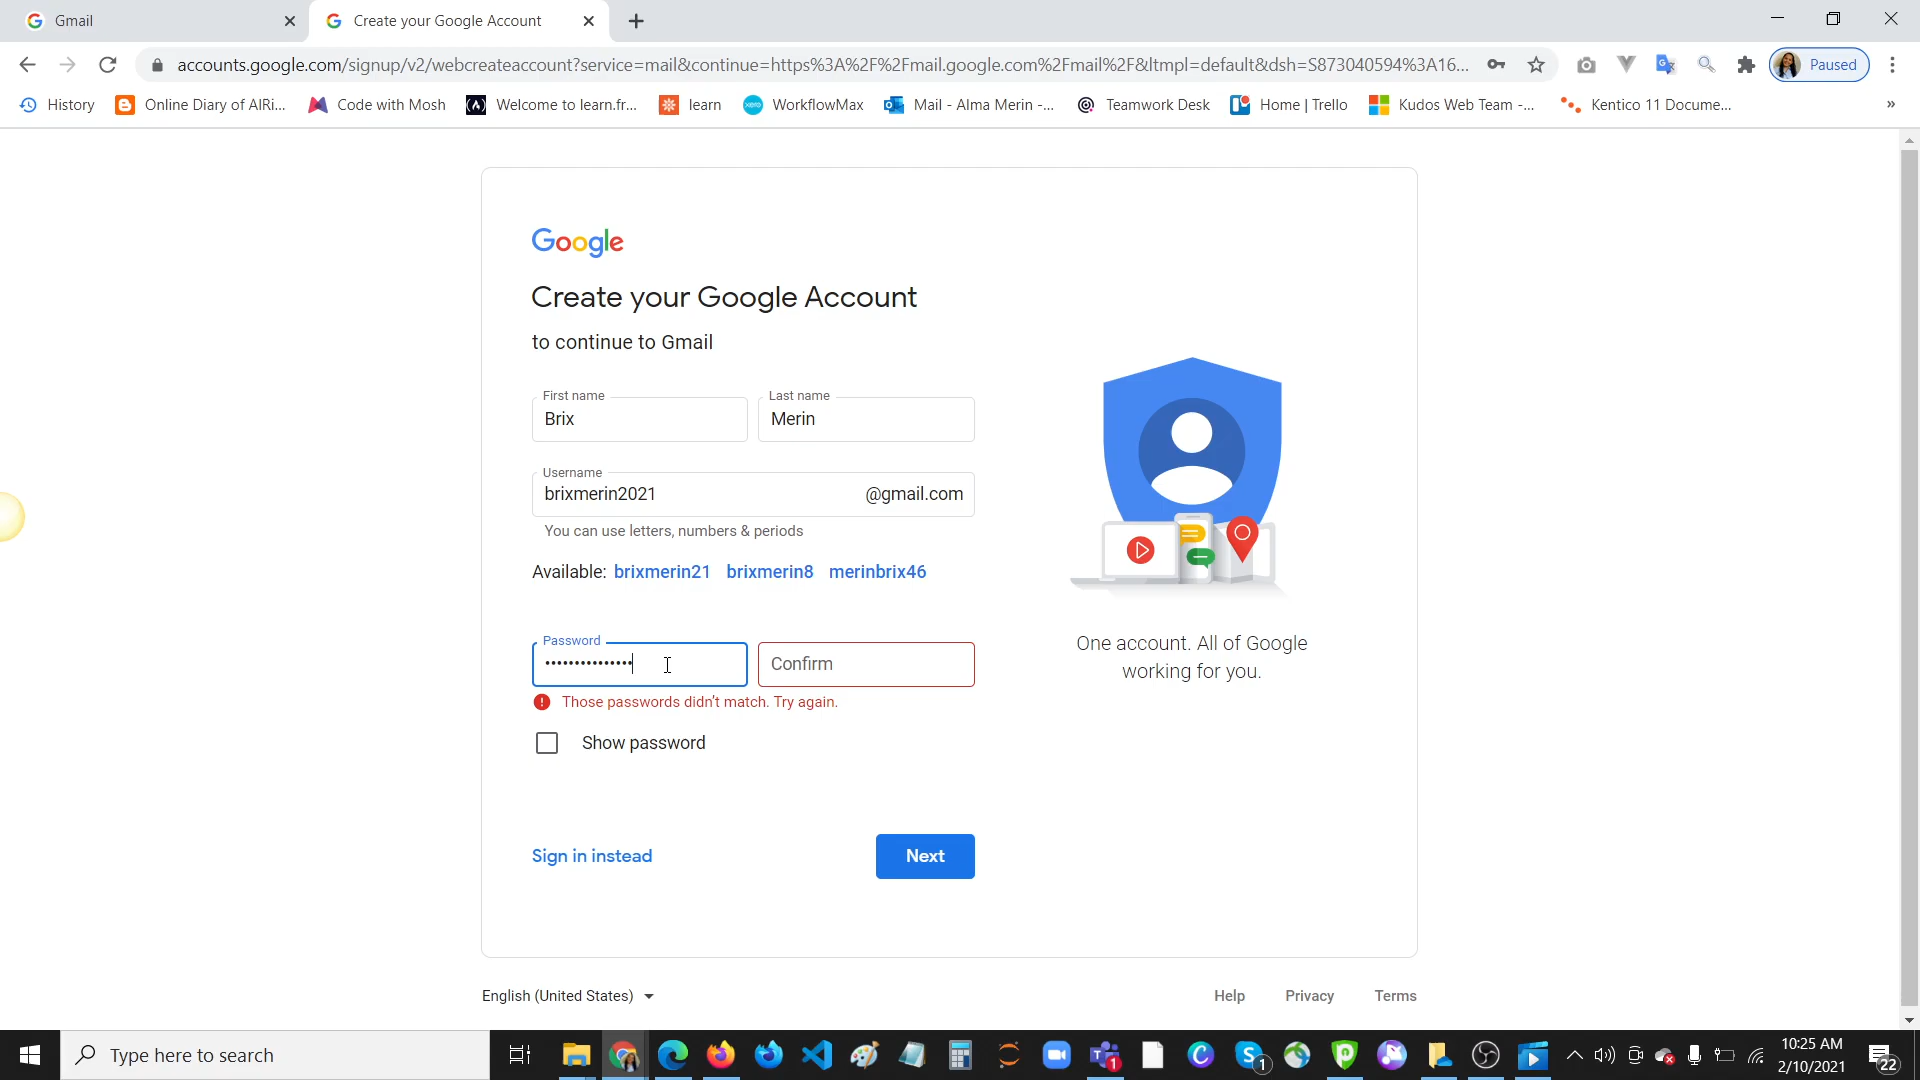 Gmail
Create your Google Account
accounts.google.com/signup/v2/webcreateaccount?service=mail&continue=https%3A%2F%2Fmail.google.com%2Fmail%2F&ltmpl=default&dsh=S873040594%3A16...
Paused
History
Online Diary of AIRi...
Code with Mosh
Welcome to learn.fr...
learn
WorkflowMax
Mail - Alma Merin -...
Teamwork Desk
Home | Trello
Kudos Web Team -...
Kentico 11 Docume...
»
Google
Create your Google Account
to continue to Gmail
First name
Last name
Brix
Merin
Username
brixmerin2021
@gmail.com
You can use letters, numbers & periods
Available: brixmerin21 brixmerin8 merinbrix46
Password
•••••••••••••••
Confirm
Those passwords didn't match. Try again.
Show password
One account. All of Google
working for you.
Sign in instead
Next
English (United States)
Help
Privacy
Terms
Type here to search
10:25 AM
2/10/2021
1
1
22